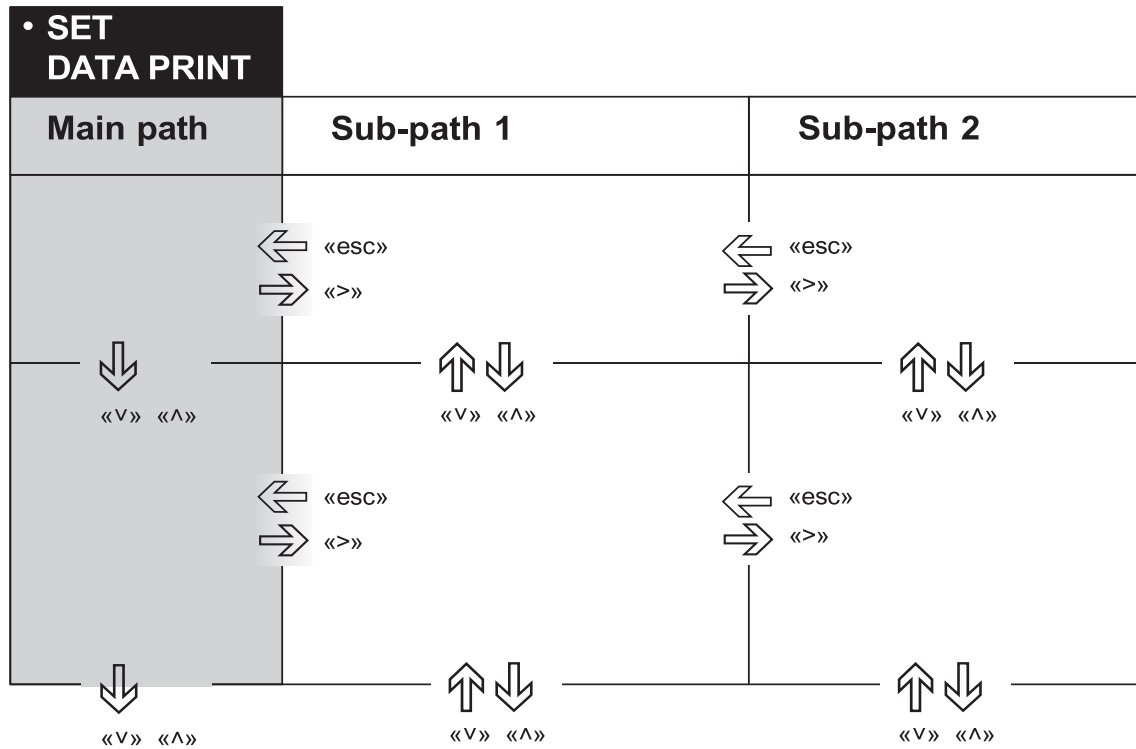 • SET
DATA PRINT
Main path Sub-path 1 Sub-path 2
«esc» «esc»
«>» «>»
«˅» «˄» «˅» «˄» «˅» «˄»
«esc» «esc»
«>» «>»
«˅» «˄» «˅» «˄» «˅» «˄»